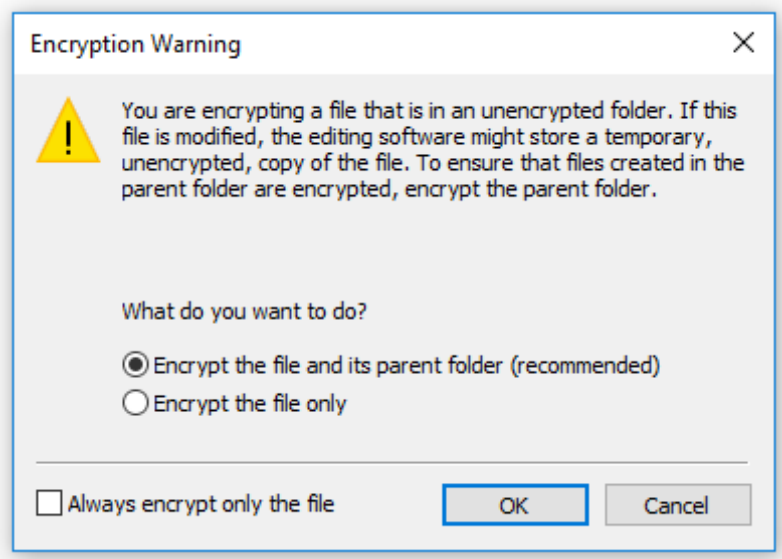 Encryption Warning
You are encrypting a file that is in an unencrypted folder. If this
file is modified, the editing software might store a temporary,
unencrypted, copy of the file. To ensure that files created in the
parent folder are encrypted, encrypt the parent folder.
What do you want to do?
Encrypt the file and its parent folder (recommended)
Encrypt the file only
Always encrypt only the file
OK
Cancel